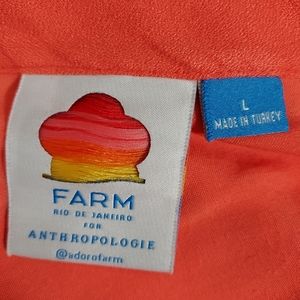 FARM
RIO DE JANEIRO
FOR
ANTHROPOLOGIE
@adorofarm
L
MADE IN TURKEY